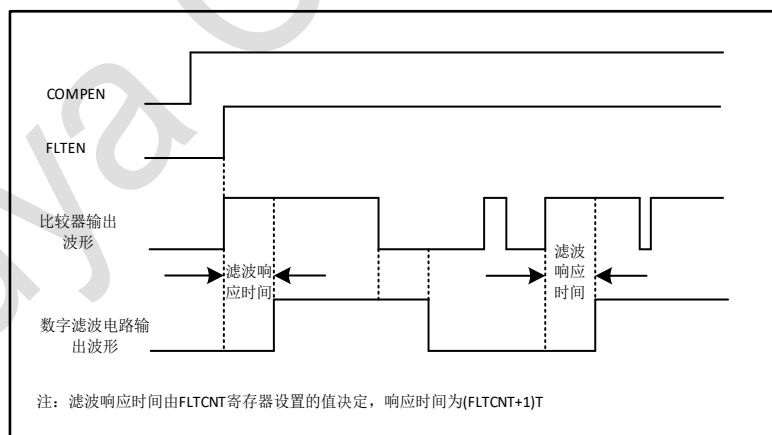 COMPEN
FLTEN
比较器输出
波形
滤波响
应时间
滤波
响应
时间
数字滤波电路输
出波形
注：滤波响应时间由FLTCNT寄存器设置的值决定，响应时间为(FLTCNT+1)T